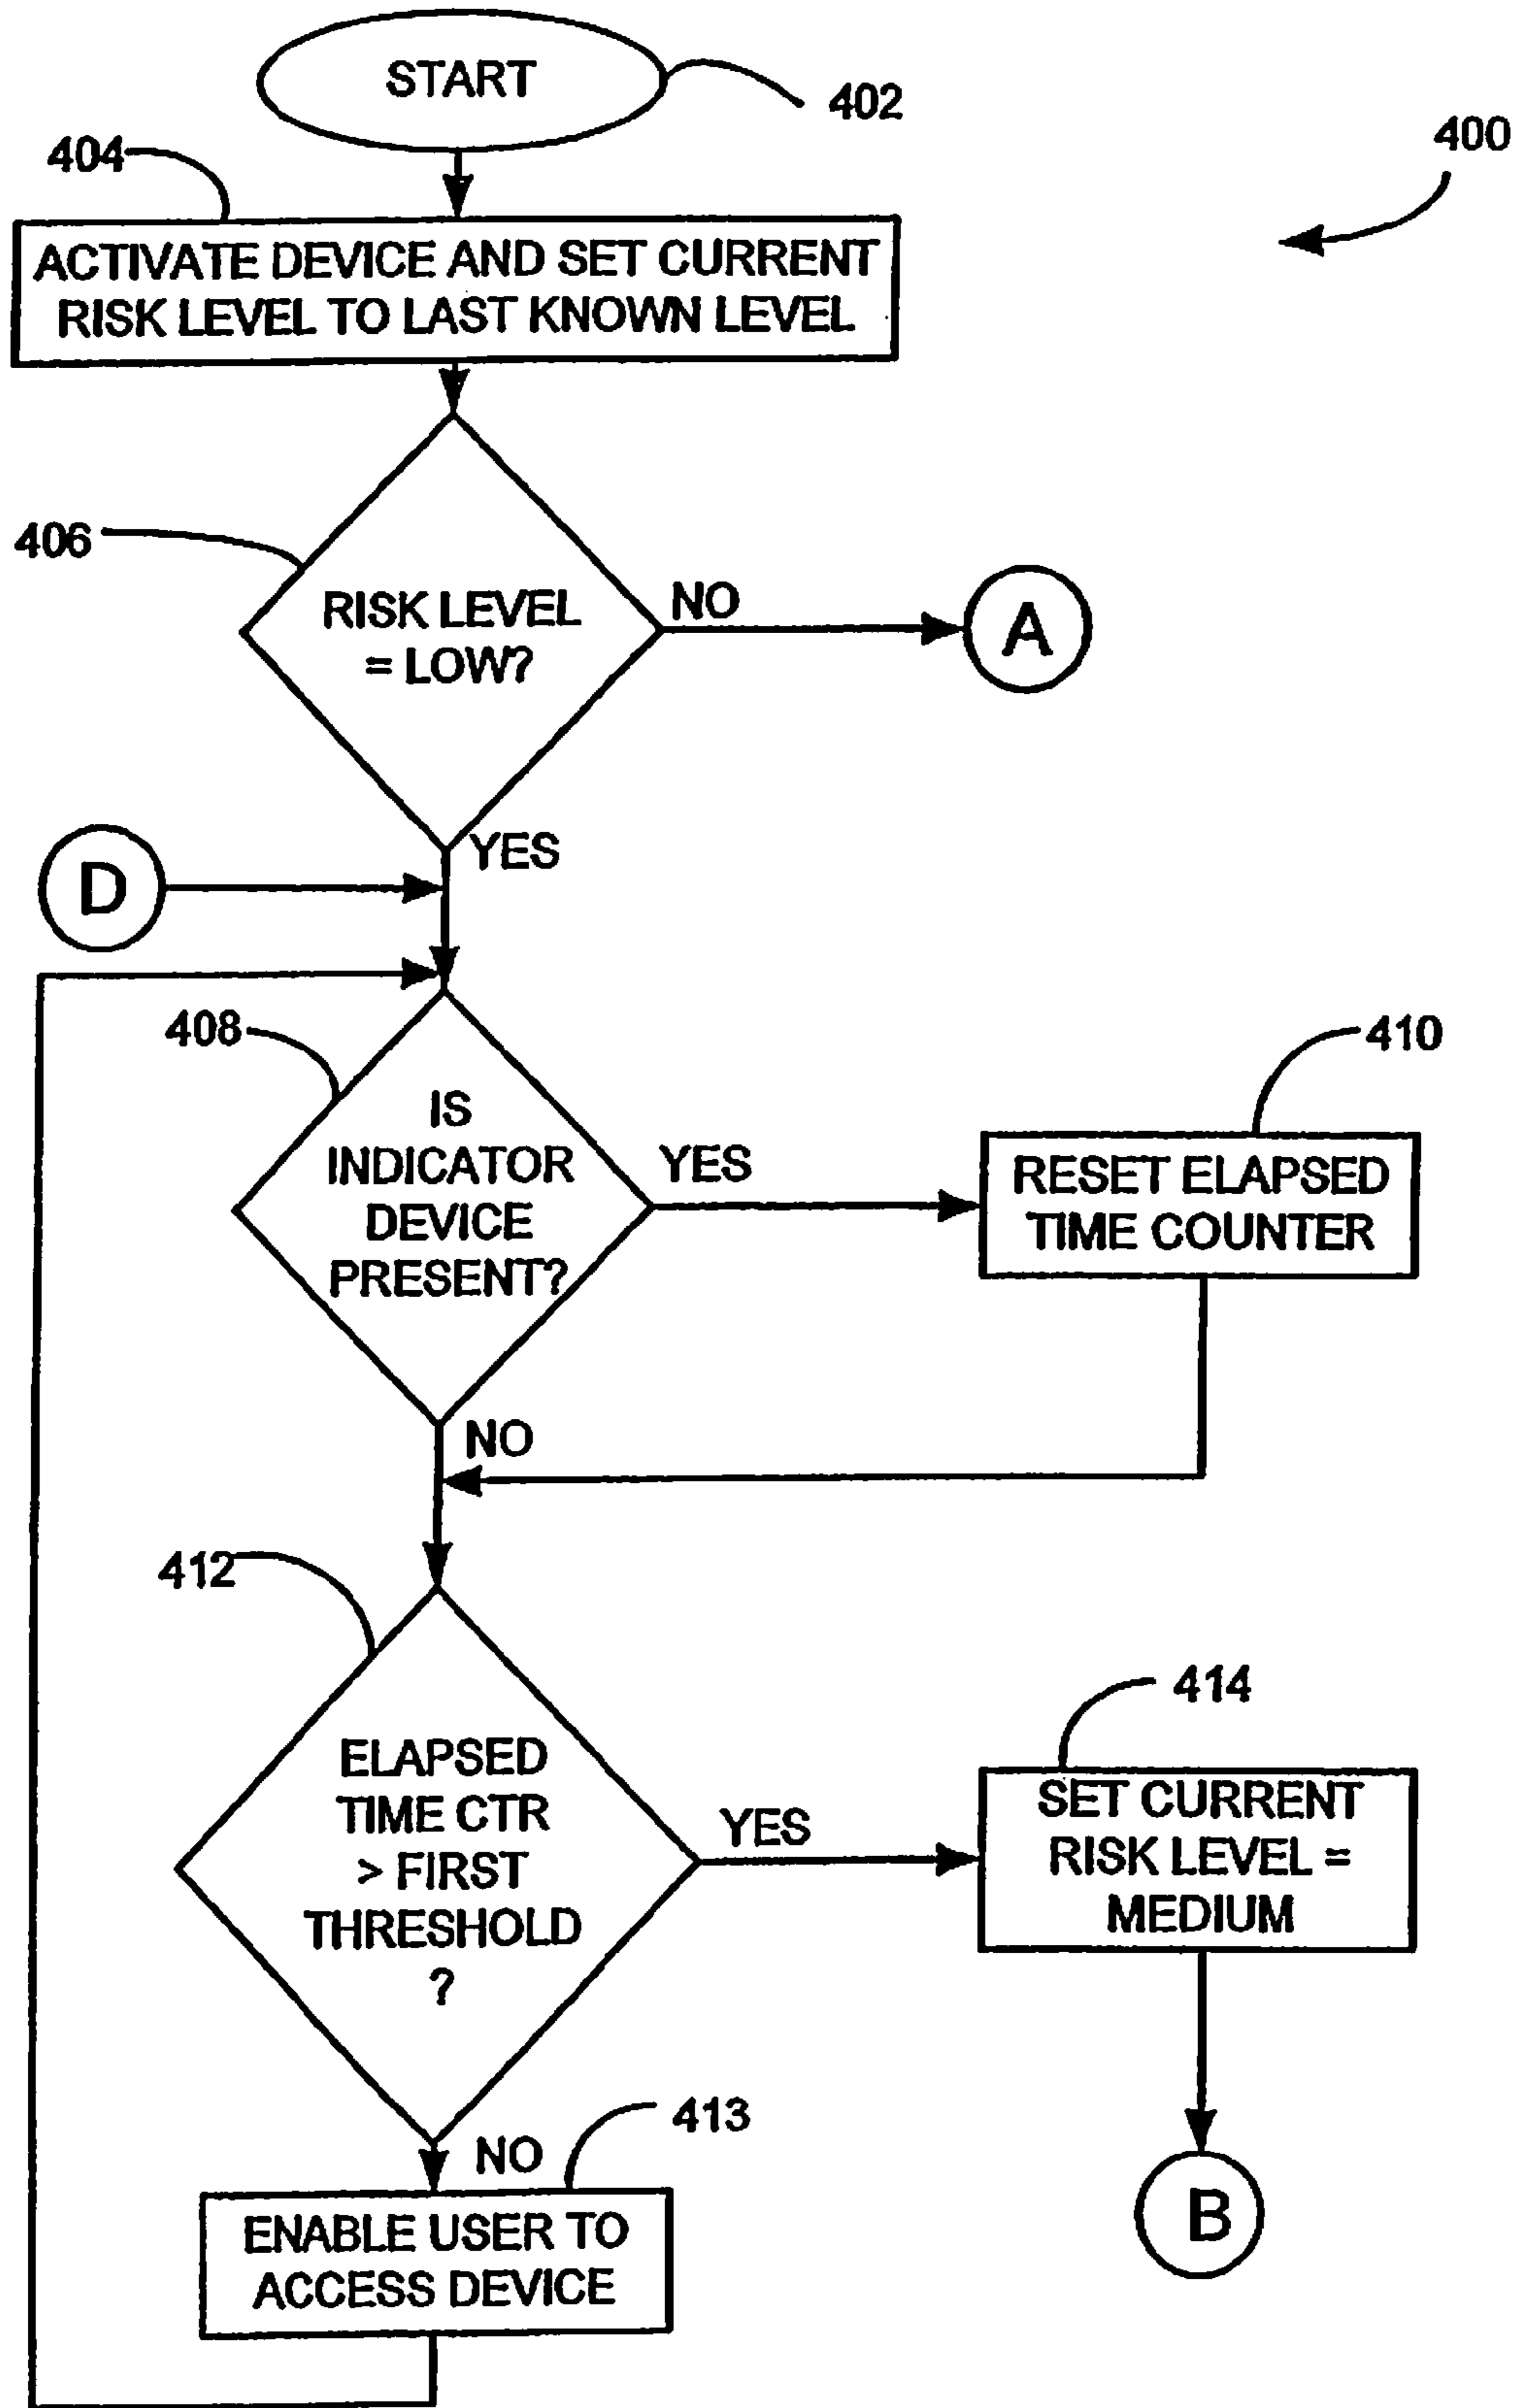 START
402
400
404
ACTIVATE DEVICE AND SET CURRENT
RISK LEVEL TO LAST KNOWN LEVEL
406
RISK LEVEL
= LOW?
NO
A
YES
D
408
IS
INDICATOR
DEVICE
PRESENT?
YES
410
RESET ELAPSED
TIME COUNTER
NO
412
ELAPSED
TIME CTR
> FIRST
THRESHOLD
?
YES
414
SET CURRENT
RISK LEVEL =
MEDIUM
NO
413
ENABLE USER TO
ACCESS DEVICE
B